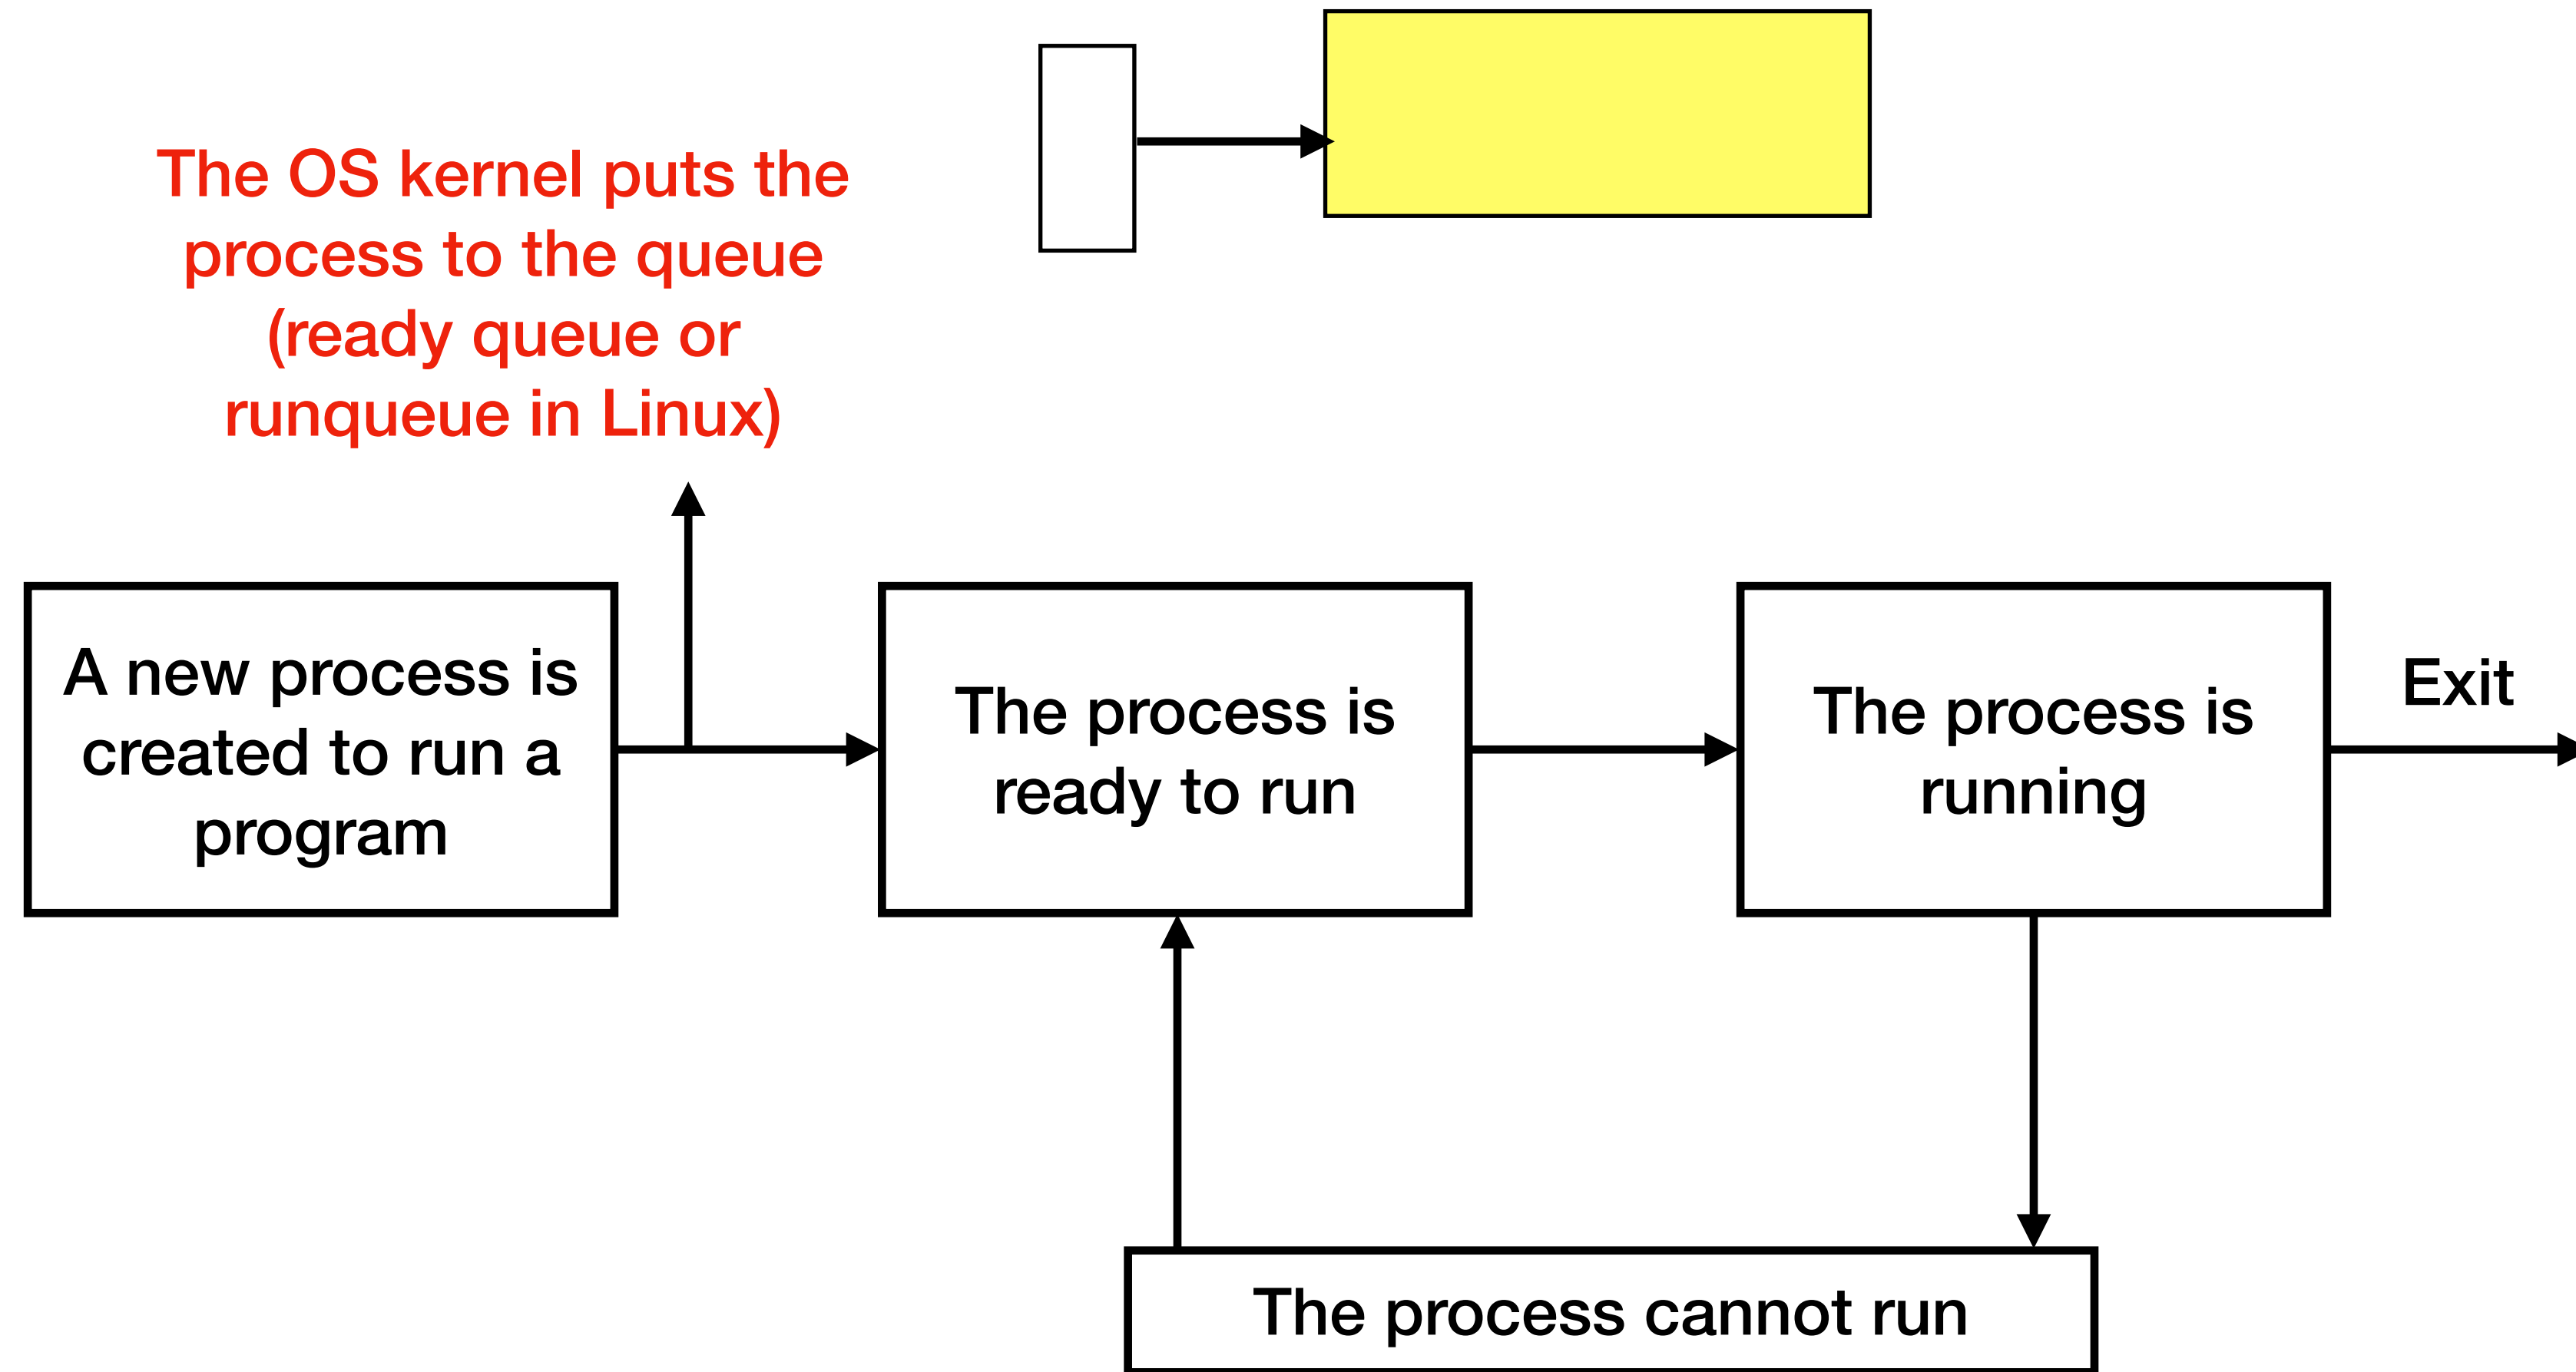 The OS kernel puts the
process to the queue
(ready queue or
runqueue in Linux)
A new process is
created to run a
program
The process is
ready to run
The process is
running
Exit
The process cannot run